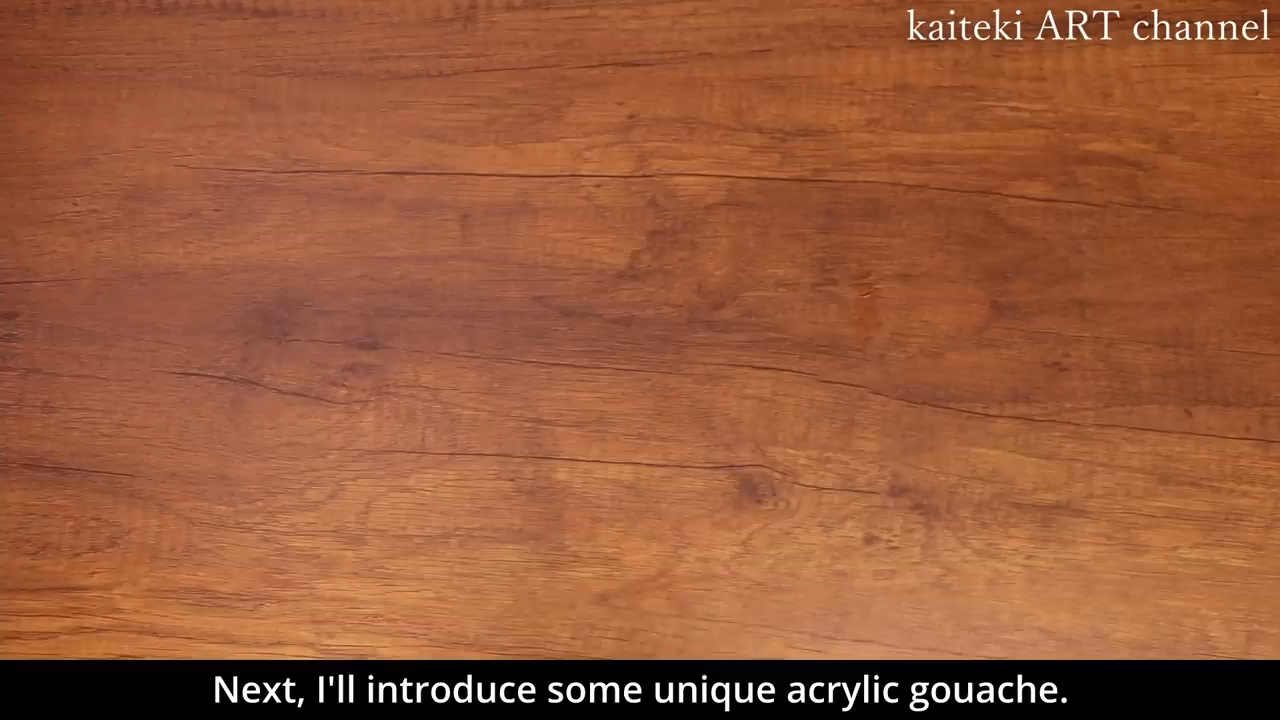 kaiteki ART channel
Next, I'll introduce some unique acrylic gouache.